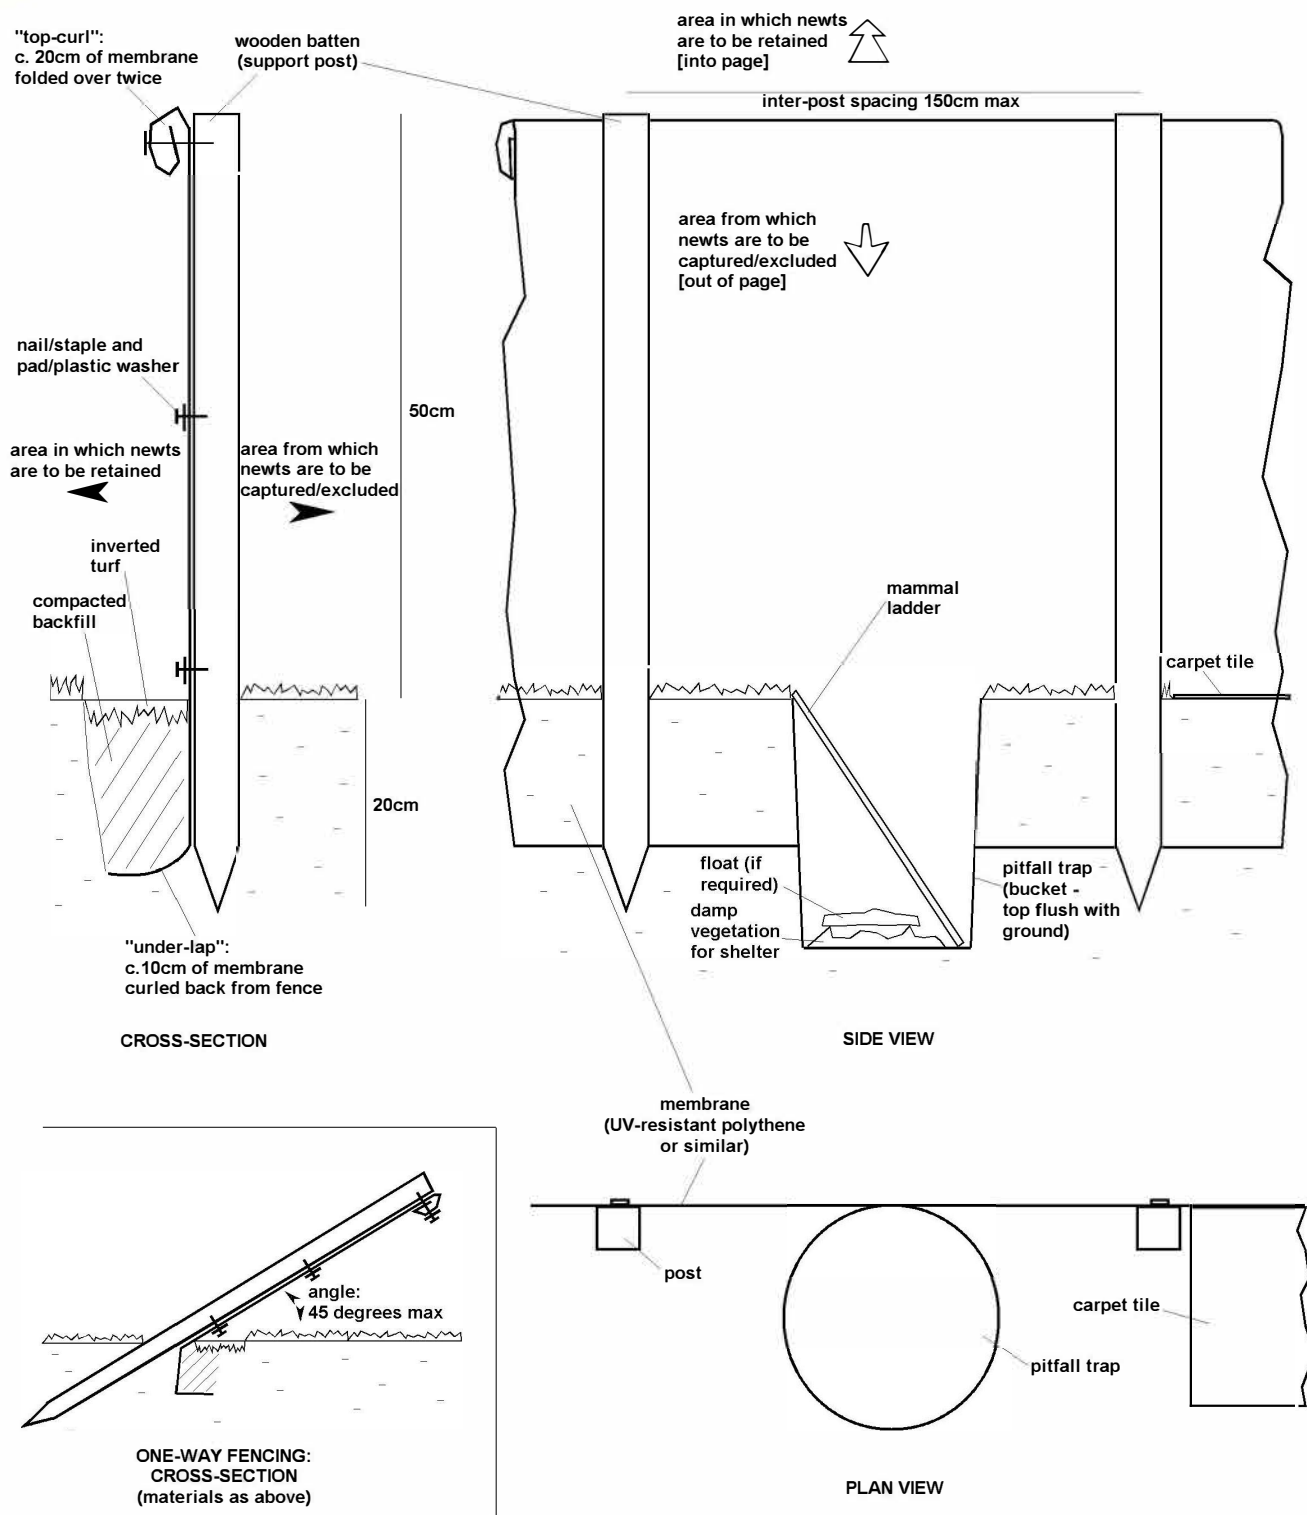 "top-curl":
c. 20cm of membrane
folded over twice
wooden batten
(support post)
area in which newts
are to be retained
[into page]
inter-post spacing 150cm max
area from which
newts are to be
captured/excluded
[out of page]
nail/staple and
pad/plastic washer
50cm
area in which newts
are to be retained
area from which
newts are to be
captured/excluded
inverted
turf
compacted
backfill
mammal
ladder
carpet tile
20cm
float (if
required)
damp
vegetation
for shelter
pitfall trap
(bucket -
top flush with
ground)
"under-lap":
c.10cm of membrane
curled back from fence
CROSS-SECTION
SIDE VIEW
membrane
(UV-resistant polythene
or similar)
angle:
45 degrees max
post
carpet tile
pitfall trap
ONE-WAY FENCING:
CROSS-SECTION
(materials as above)
PLAN VIEW